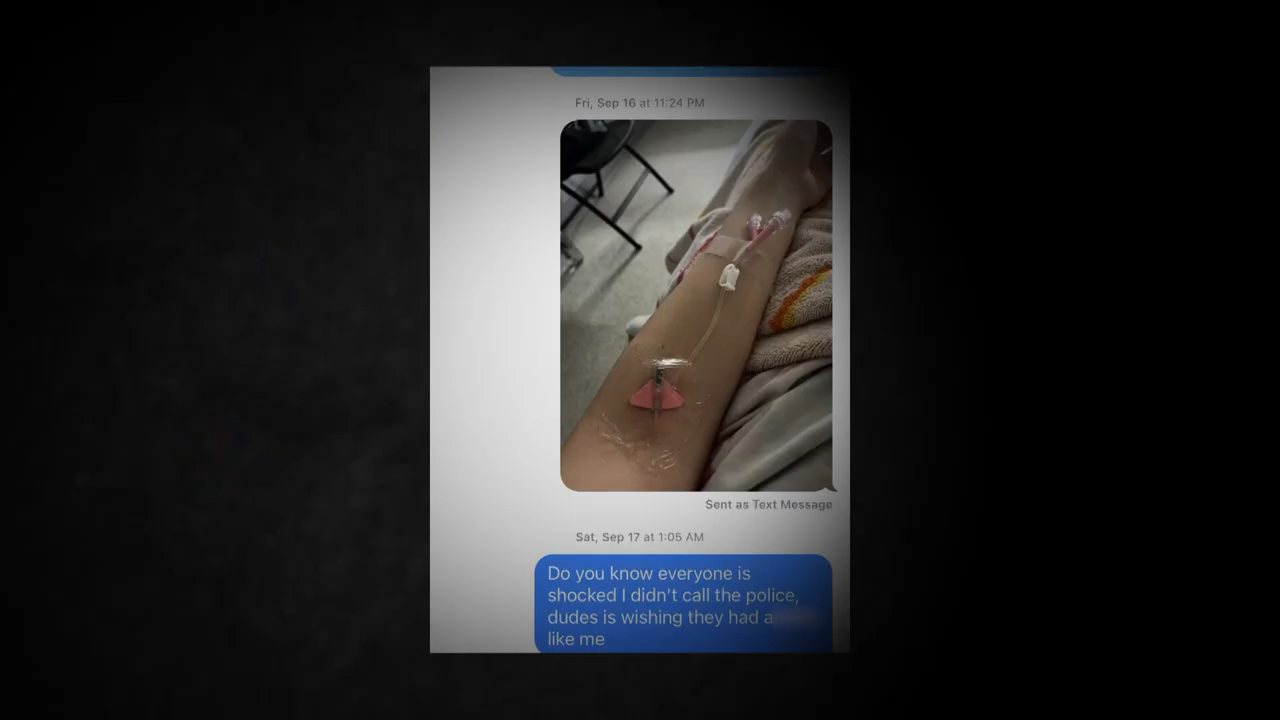 Fri, Sep 16 at 11:24 PM
Sent as Text Message
Sat, Sep 17 at 1:05 AM
Do you know everyone is
shocked I didn't call the police,
dudes is wishing they had a
like me